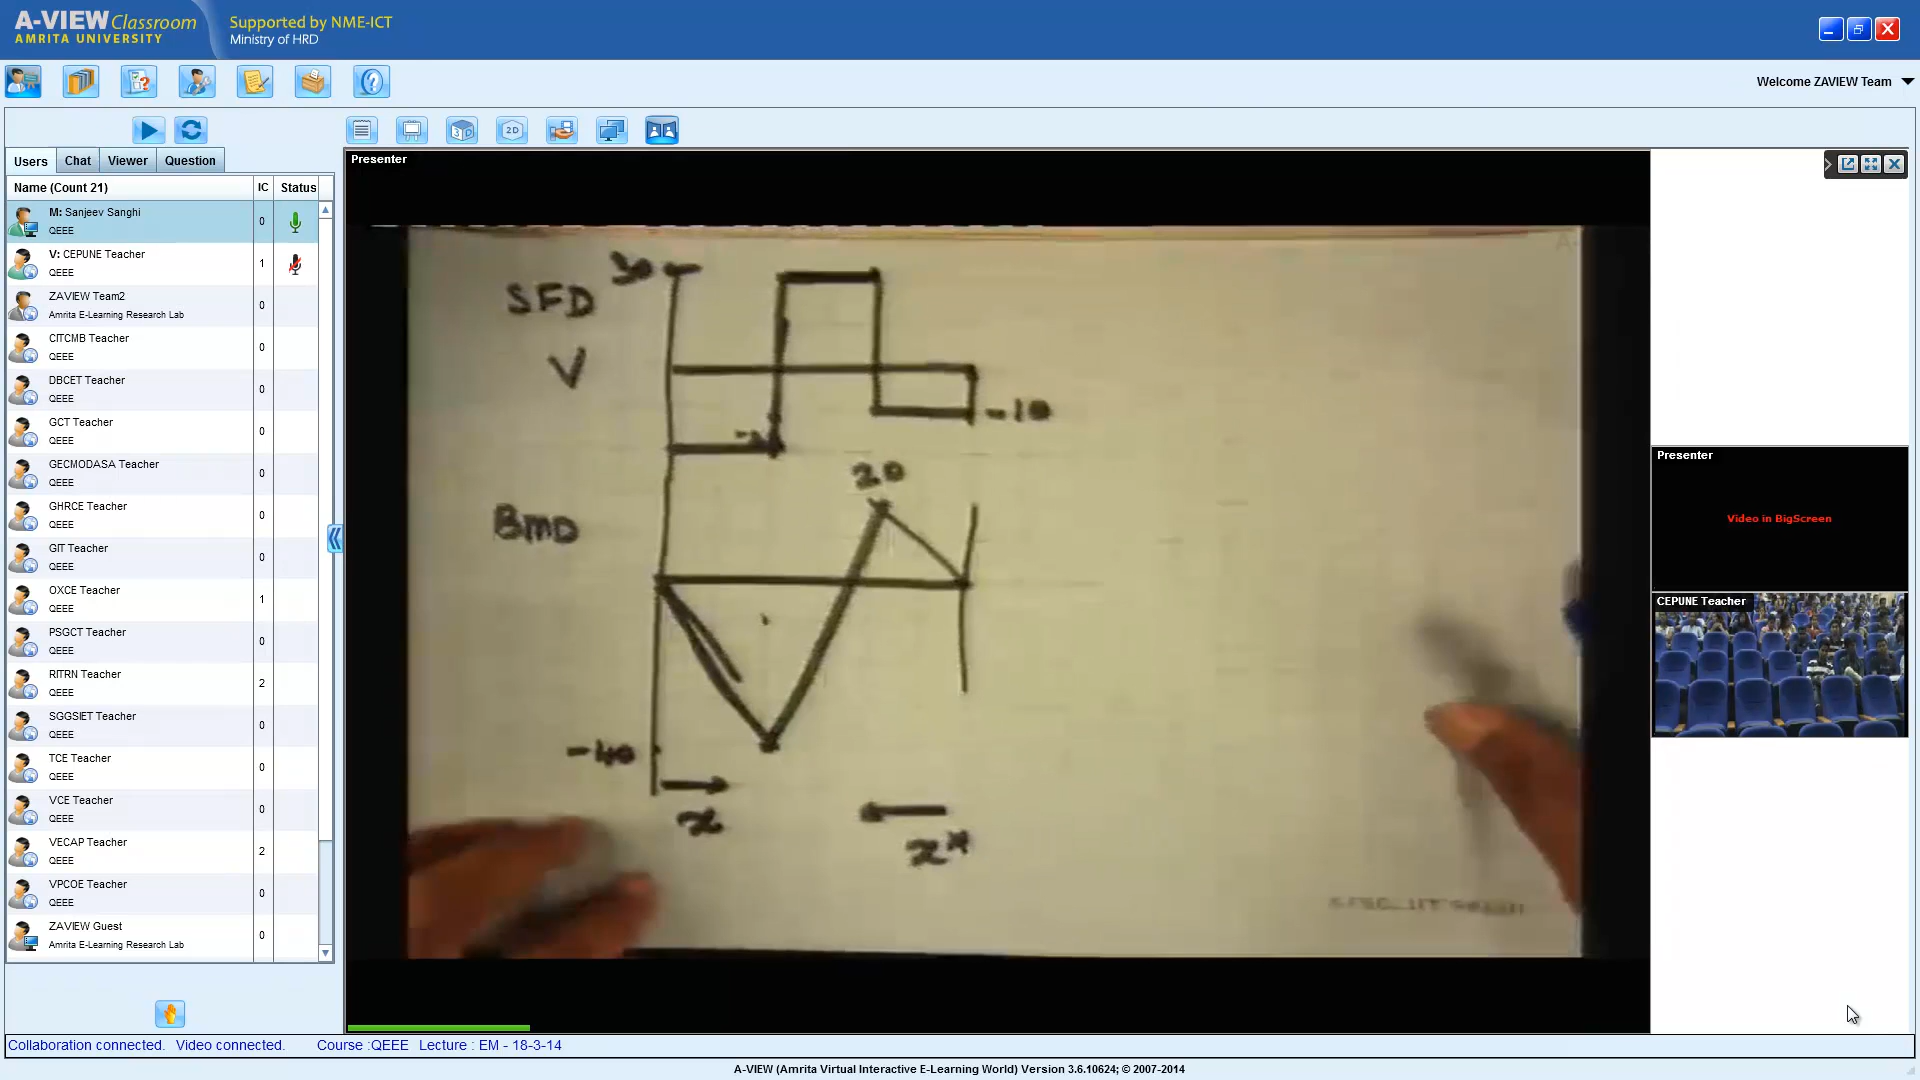 A-VIEW Classroom
AMRITA UNIVERSITY
Supported by NME-ICT
Ministry of HRD
Welcome ZAVIEW Team
3D
2D
Users
Chat
Viewer
Question
Name (Count 21)
IC
Status
M: Sanjeev Sanghi
QEEE
0
V: CEPUNE Teacher
QEEE
1
ZAVIEW Team2
Amrita E-Learning Research Lab
0
CITCMB Teacher
QEEE
0
DBCET Teacher
QEEE
0
GCT Teacher
QEEE
0
GECMODASA Teacher
QEEE
0
GHRCE Teacher
QEEE
0
GIT Teacher
QEEE
0
OXCE Teacher
QEEE
1
PSGCT Teacher
QEEE
0
RITRN Teacher
QEEE
2
SGGSIET Teacher
QEEE
0
TCE Teacher
QEEE
0
VCE Teacher
QEEE
0
VECAP Teacher
QEEE
2
VPCOE Teacher
QEEE
0
ZAVIEW Guest
Amrita E-Learning Research Lab
0
Presenter
30
SFD
V
-10
20
BMD
-40
x
x*
Presenter
Video in BigScreen
CEPUNE Teacher
Collaboration connected. Video connected. Course :QEEE Lecture : EM - 18-3-14
A-VIEW (Amrita Virtual Interactive E-Learning World) Version 3.6.10624; © 2007-2014